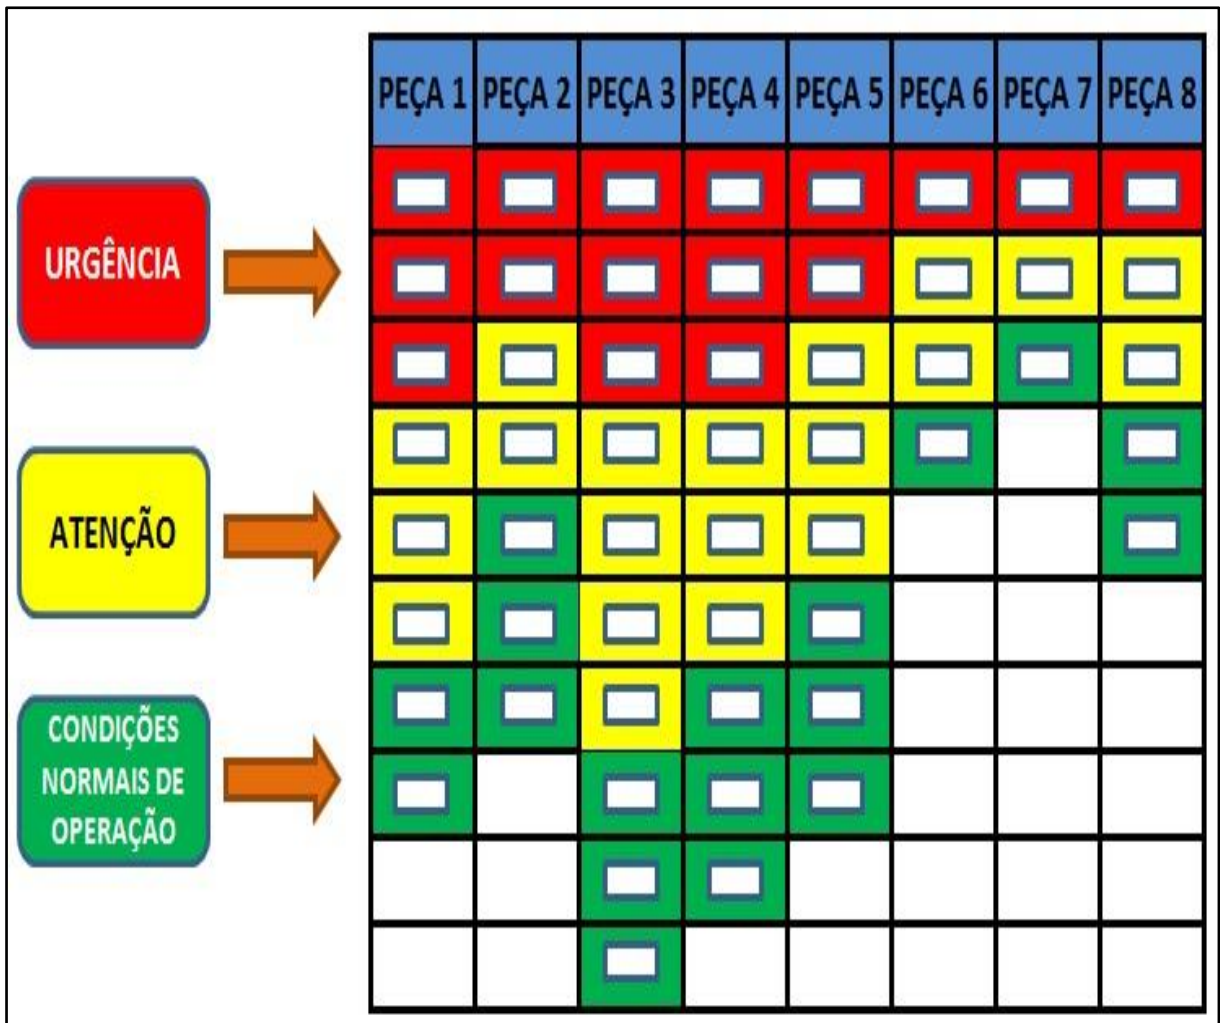 PEÇA 1 PEÇA 2 PEÇA 3 PEÇA 4 PEÇA 5 PEÇA 6 PEÇA 7 PEÇA 8
URGÊNCIA
ATENÇÃO
CONDIÇÕES
NORMAIS DE
OPERAÇÃO